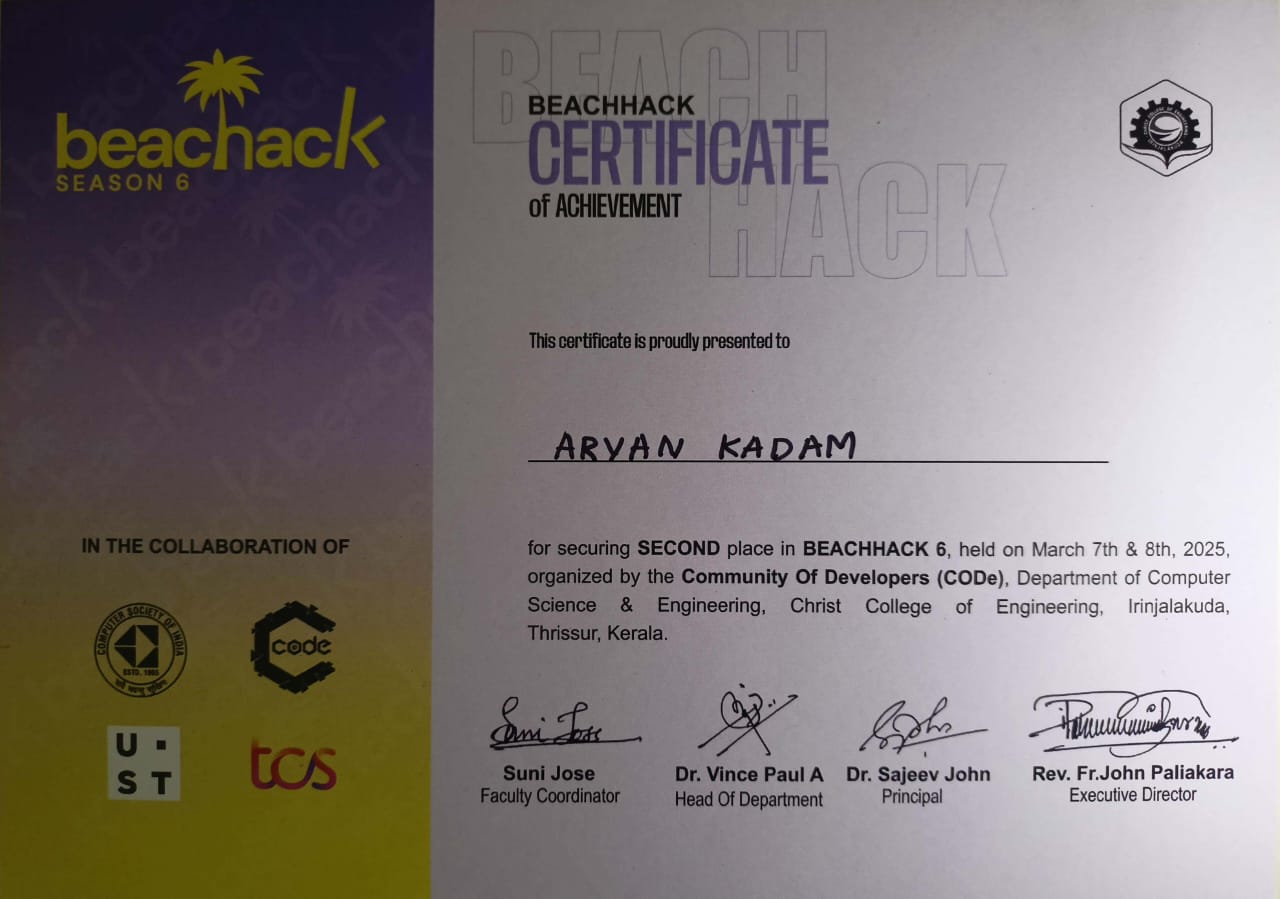 beachack
SEASON 6
IN THE COLLABORATION OF
COMPUTER SOCIETY OF INDIA
ESTD. 1965
code
U
ST
tcs
BEACH
HACK
BEACHHACK
CERTIFICATE
of ACHIEVEMENT
This certificate is proudly presented to
ARYAN KADAM
for securing SECOND place in BEACHHACK 6, held on March 7th & 8th, 2025,
organized by the Community Of Developers (CODe), Department of Computer
Science & Engineering, Christ College of Engineering, Irinjalakuda,
Thrissur, Kerala.
Suni Jose
Suni Jose
Faculty Coordinator
Dr. Vince Paul A
Head Of Department
Dr. Sajeev John
Principal
Rev. Fr.John Paliakara
Executive Director